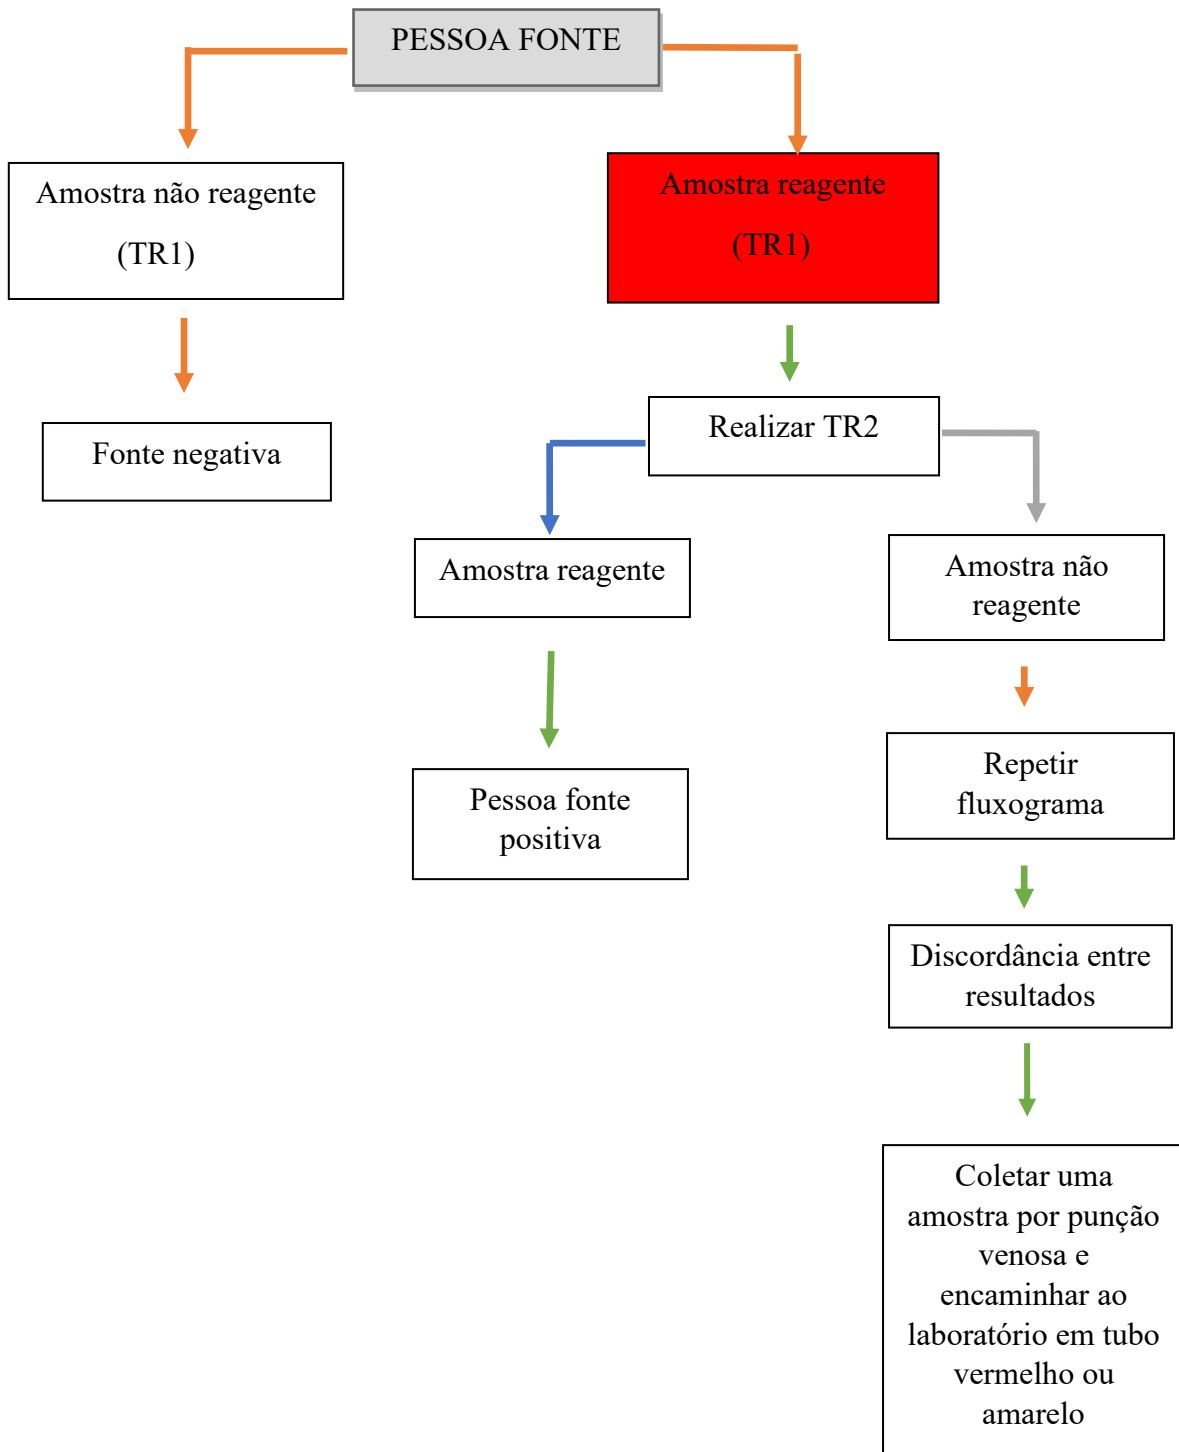 PESSOA FONTE
Amostra não reagente
(TR1)
Amostra reagente
(TR1)
Fonte negativa
Realizar TR2
Amostra reagente
Amostra não
reagente
Pessoa fonte
positiva
Repetir
fluxograma
Discordância entre
resultados
Coletar uma
amostra por punção
venosa e
encaminhar ao
laboratório em tubo
vermelho ou
amarelo